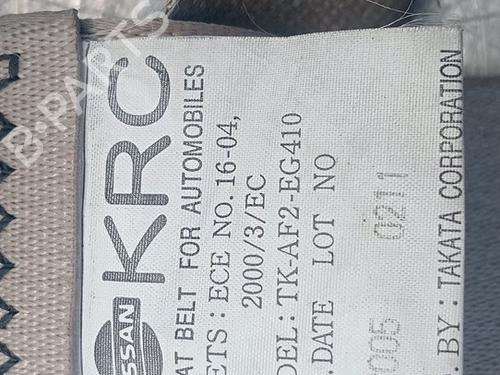 NISSAN KRC
AT BELT FOR AUTOMOBILES
ETS : ECE NO. 16-04,
2000/3/EC
DEL : TK-AF2-EG410
.DATE LOT NO
005 0211
. BY : TAKATA CORPORATION
B-PARTS